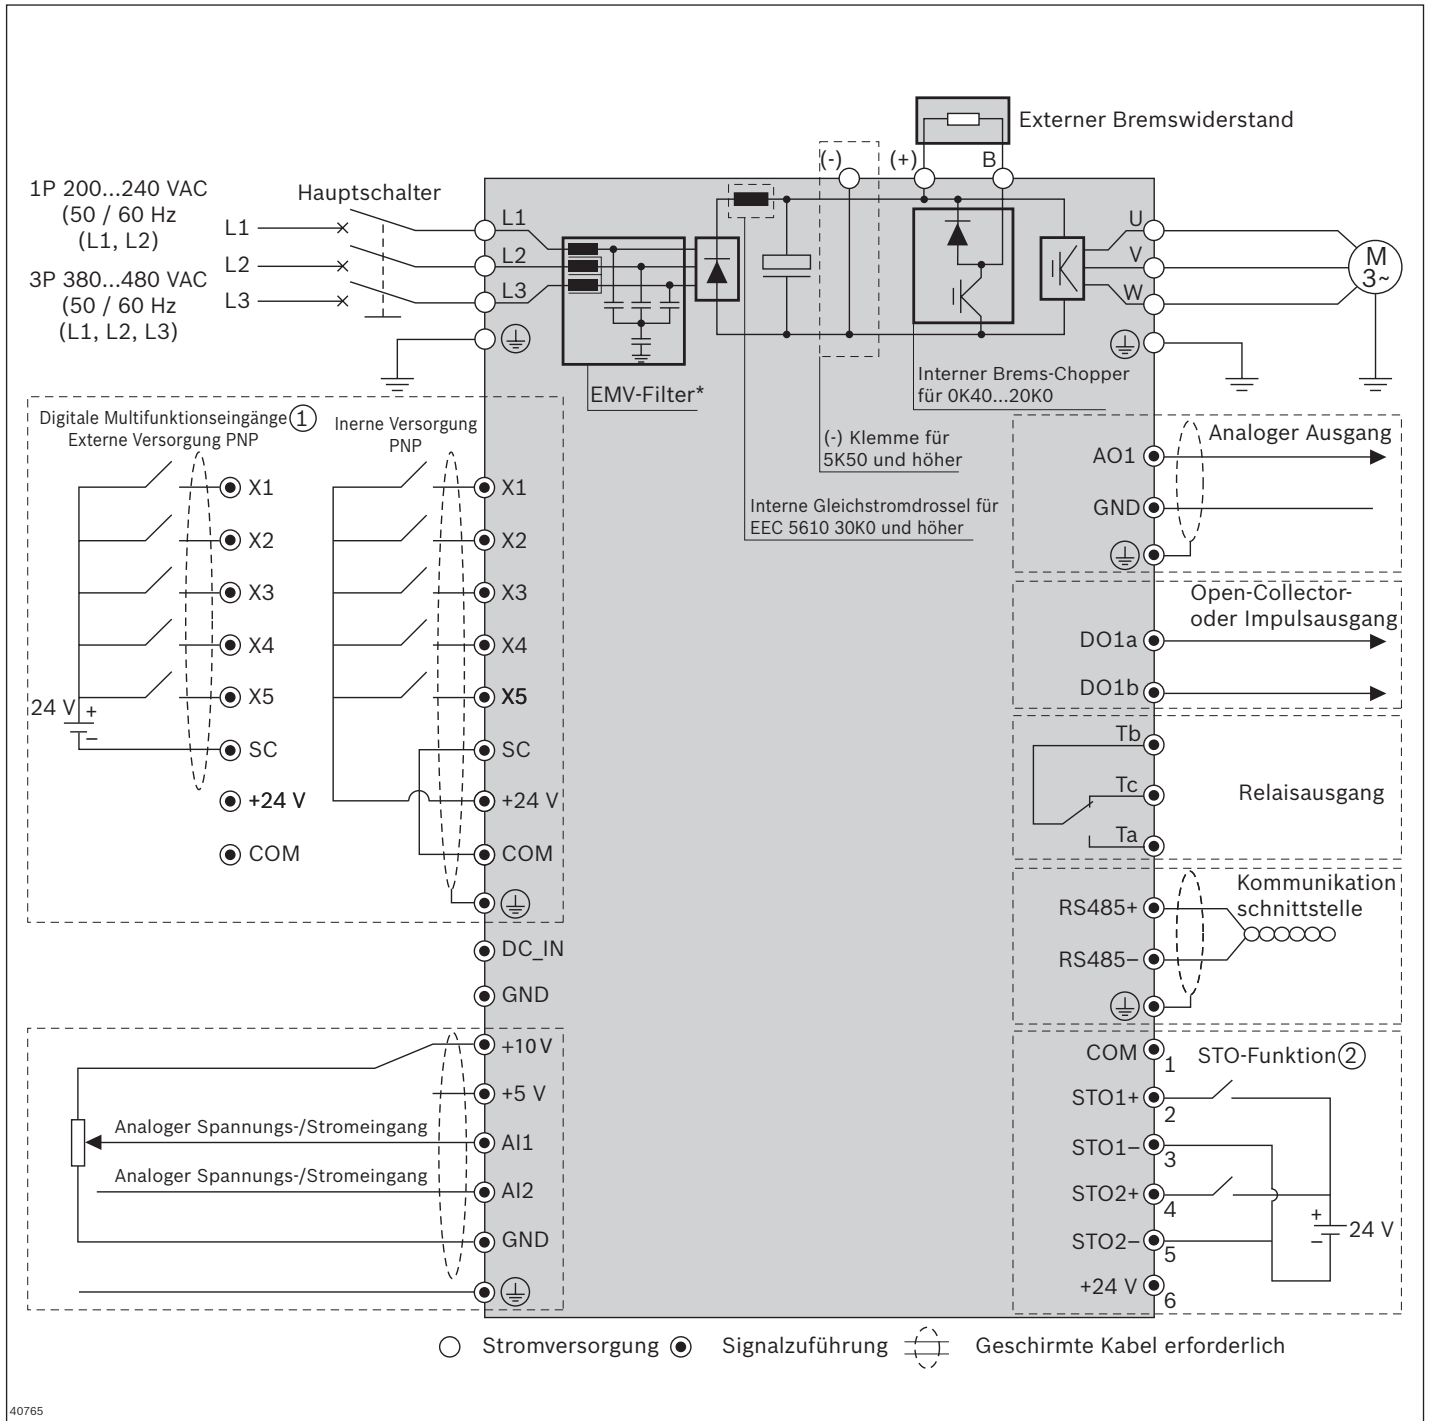 Externer Bremswiderstand
(-)
(+)
B
1P 200...240 VAC
(50 / 60 Hz
(L1, L2)
3P 380...480 VAC
(50 / 60 Hz
(L1, L2, L3)
Hauptschalter
L1
L2
L3
L1
L2
L3
EMV-Filter*
U
V
W
M
3~
Interner Brems-Chopper
für 0K40...20K0
(-) Klemme für
5K50 und höher
Interne Gleichstromdrossel für
EEC 5610 30K0 und höher
Digitale Multifunktionseingänge 1
Externe Versorgung PNP
Inerne Versorgung
PNP
X1
X2
X3
X4
X5
24 V
+
−
SC
+24 V
COM
X1
X2
X3
X4
X5
SC
+24 V
COM
DC_IN
GND
+10 V
+5 V
Analoger Spannungs-/Stromeingang
AI1
Analoger Spannungs-/Stromeingang
AI2
GND
Analoger Ausgang
AO1
GND
Open-Collector-
oder Impulsausgang
DO1a
DO1b
Tb
Tc
Ta
Relaisausgang
Kommunikation
schnittstelle
RS485+
RS485−
COM
1
STO-Funktion 2
STO1+
2
STO1−
3
STO2+
4
STO2−
5
+24 V
6
+
−
24 V
Stromversorgung
Signalzuführung
Geschirmte Kabel erforderlich
40765